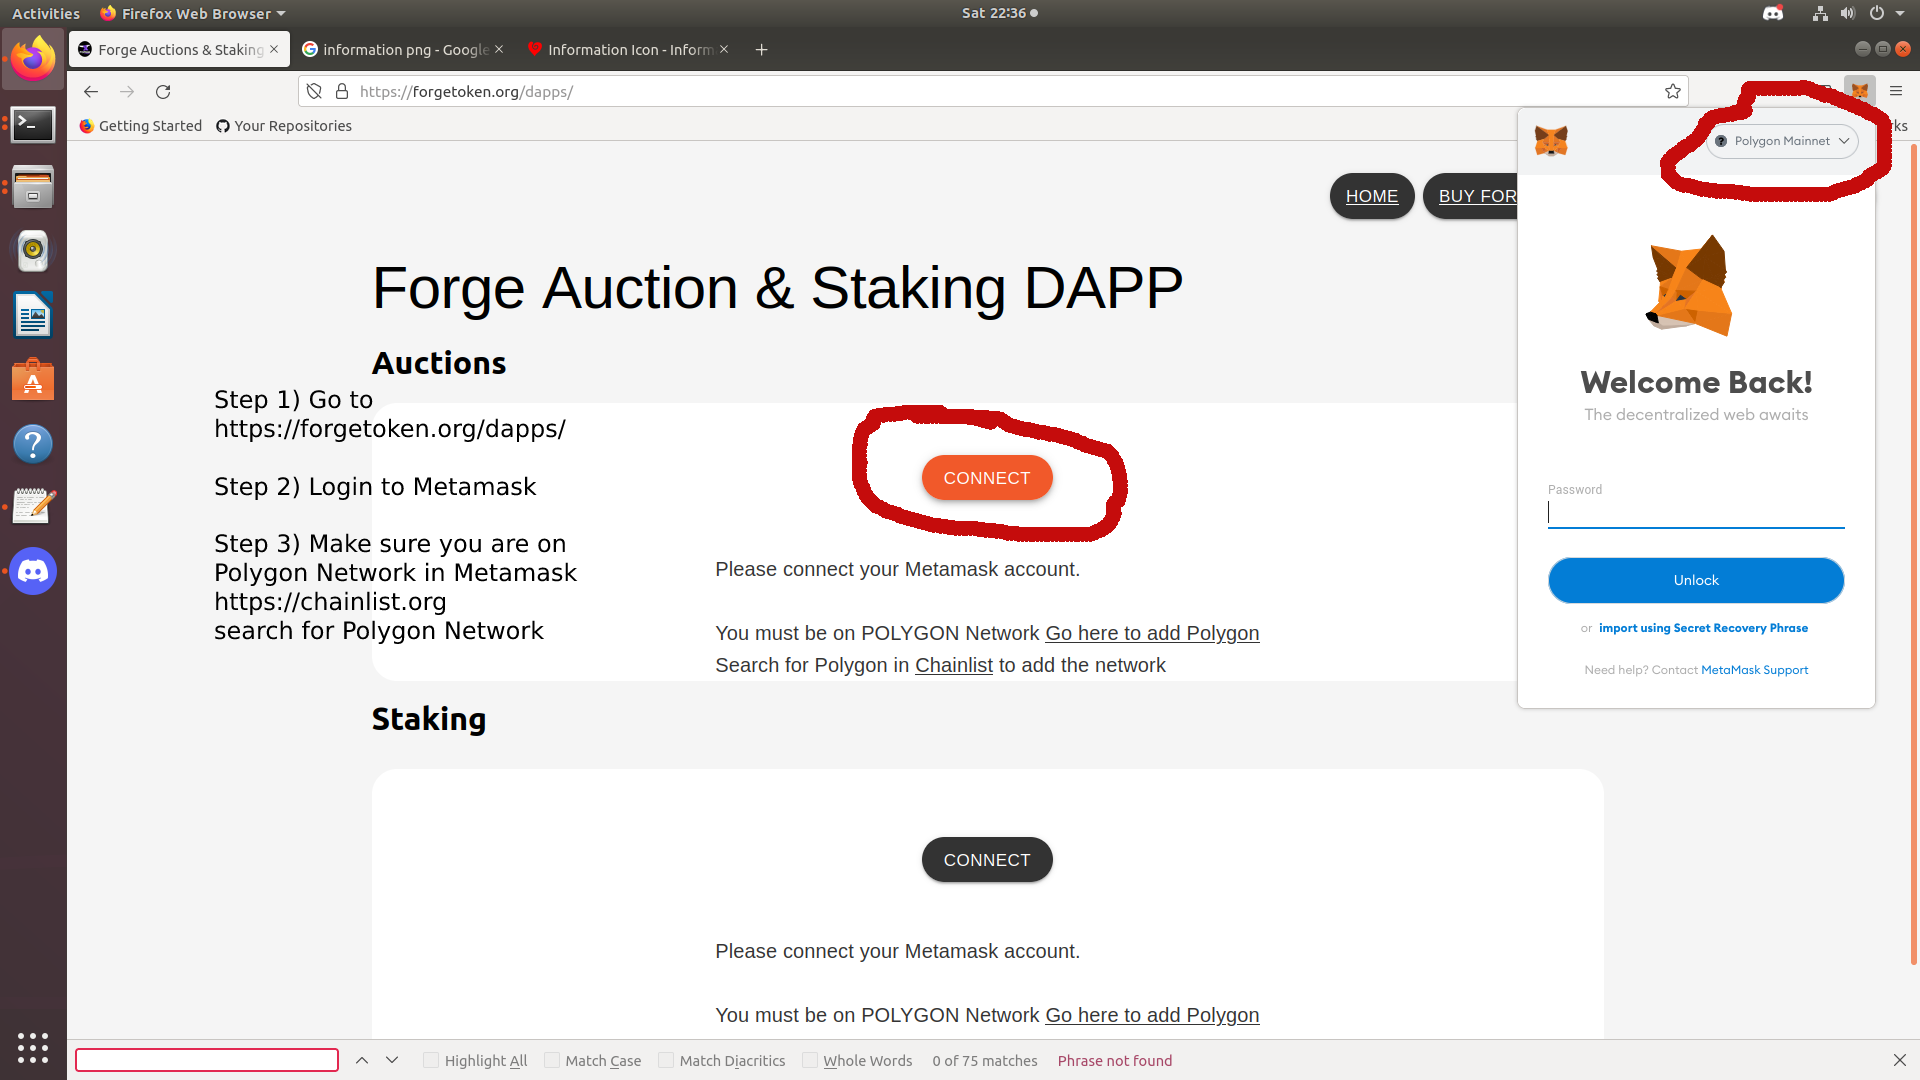 Activities Firefox Web Browser Sat 22:36
Forge Auctions & Staking information png - Google Information Icon - Inform
https://forgetoken.org/dapps/
Getting Started Your Repositories
Polygon Mainnet
HOME BUY FOR
Forge Auction & Staking DAPP
Auctions
Step 1) Go to
https://forgetoken.org/dapps/
Step 2) Login to Metamask
Step 3) Make sure you are on
Polygon Network in Metamask
https://chainlist.org
search for Polygon Network
CONNECT
Please connect your Metamask account.
You must be on POLYGON Network Go here to add Polygon
Search for Polygon in Chainlist to add the network
Welcome Back!
The decentralized web awaits
Password
Unlock
or import using Secret Recovery Phrase
Need help? Contact MetaMask Support
Staking
CONNECT
Please connect your Metamask account.
You must be on POLYGON Network Go here to add Polygon
Highlight All Match Case Match Diacritics Whole Words 0 of 75 matches Phrase not found